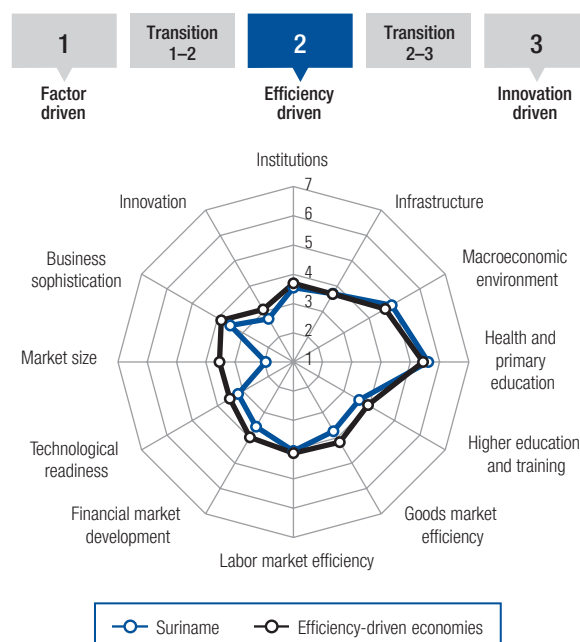 1
Transition
1–2
2
Transition
2–3
3
Factor
driven
Efficiency
driven
Innovation
driven
Institutions
Infrastructure
Macroeconomic
environment
Health and
primary
education
Higher education
and training
Goods market
efficiency
Labor market efficiency
Financial market
development
Technological
readiness
Market size
Business
sophistication
Innovation
7
6
5
4
3
2
1
Suriname
Efficiency-driven economies